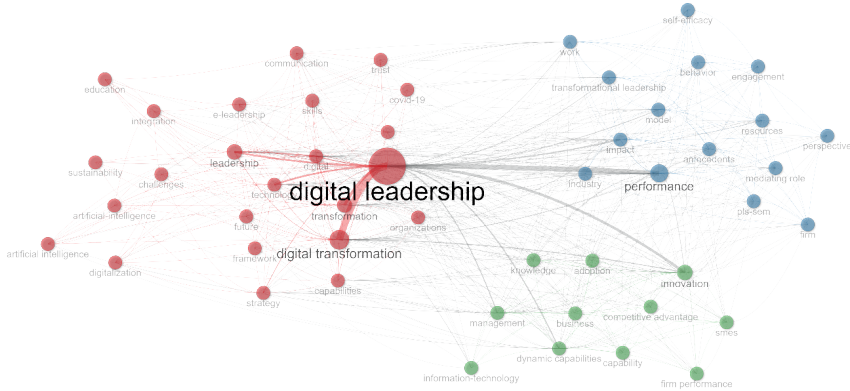 self-efficacy
work
communication
trust
behavior
engagement
education
transformational leadership
covid-19
e-leadership
skills
integration
model
resources
perspective
impact
antecedents
leadership
digital
sustainability
challenges
industry
performance
mediating role
technology
digital leadership
artificial-intelligence
transformation
pls-sem
future
organizations
firm
artificial intelligence
framework
digital transformation
digitalization
knowledge
adoption
innovation
capabilities
strategy
management
business
competitive advantage
smes
dynamic capabilities
capability
information-technology
firm performance